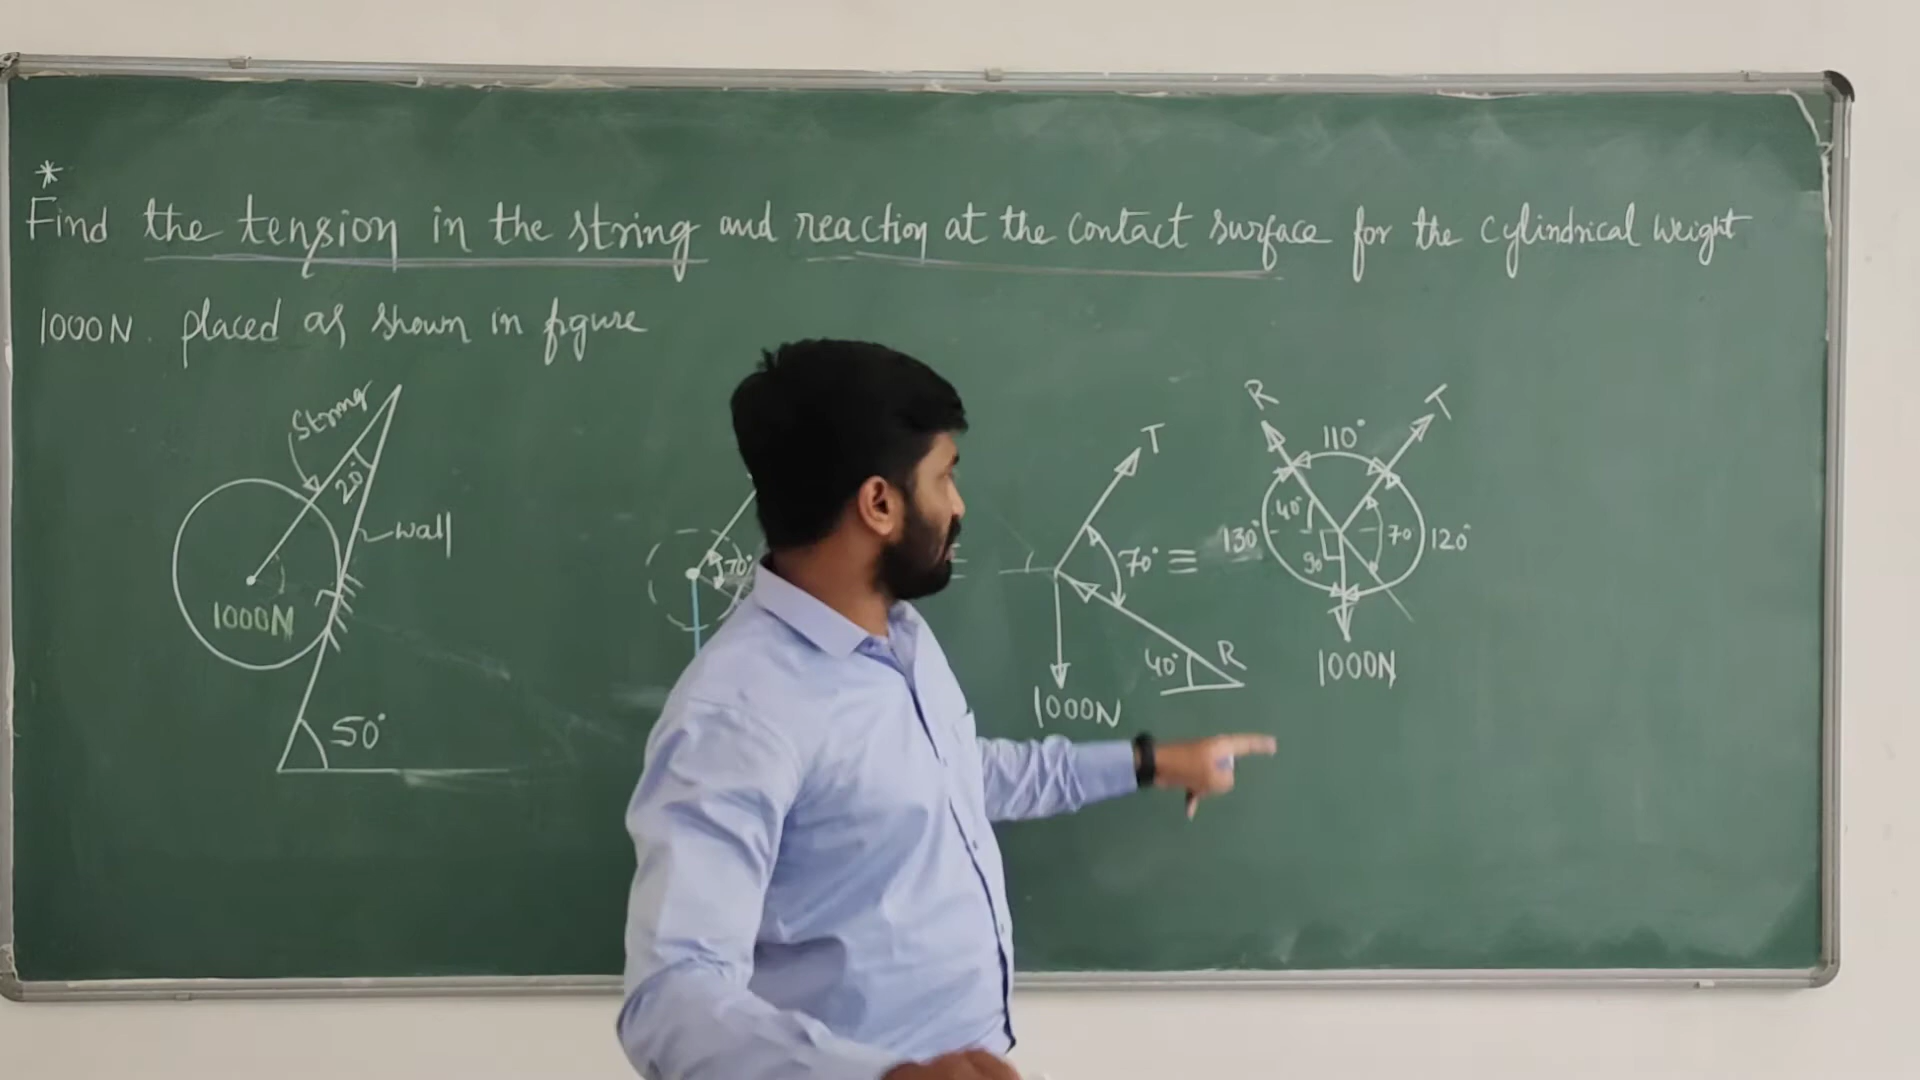 *
Find the tension in the string and reaction at the contact surface for the cylindrical weight
1000N. placed as shown in figure
String
20°
wall
1000N
50°
70°
T
70°
1000N
40°
R
≡
R
T
110°
40°
130°
90
70
120°
1000N